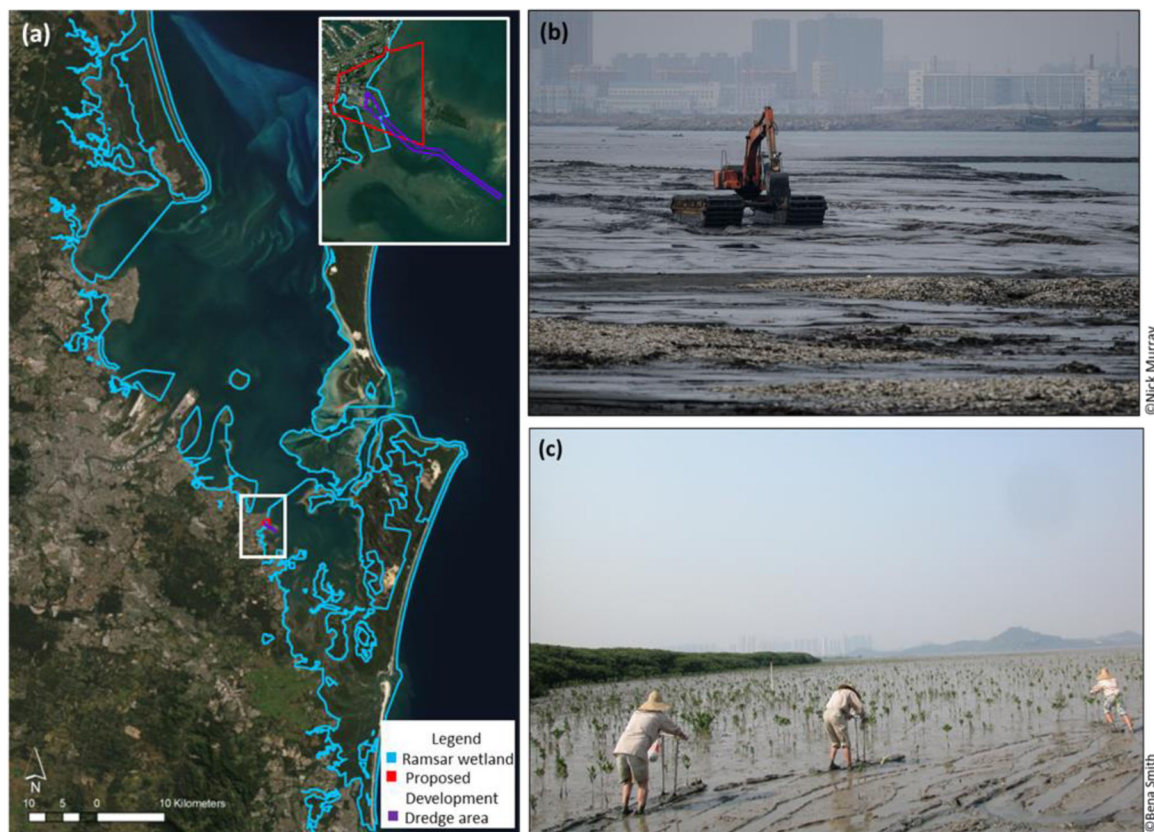 (a)
Legend
Ramsar wetland
Proposed
Development
Dredge area
N
10 5 0 10 Kilometers
(b)
©Nick Murray
(c)
©Bena Smith